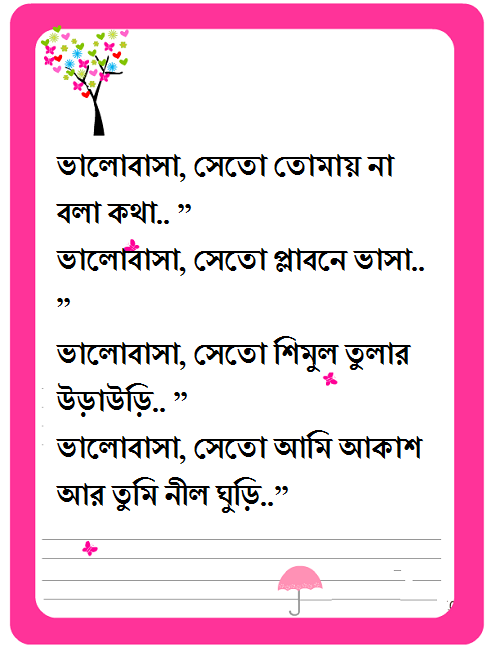 ভালোবাসা, সেতো তোমায় না
বলা কথা.. ”
ভালোবাসা, সেতো প্লাবনে ভাসা..
”
ভালোবাসা, সেতো শিমুল তুলার
উড়াউড়ি.. ”
ভালোবাসা, সেতো আমি আকাশ
আর তুমি নীল ঘুড়ি..”